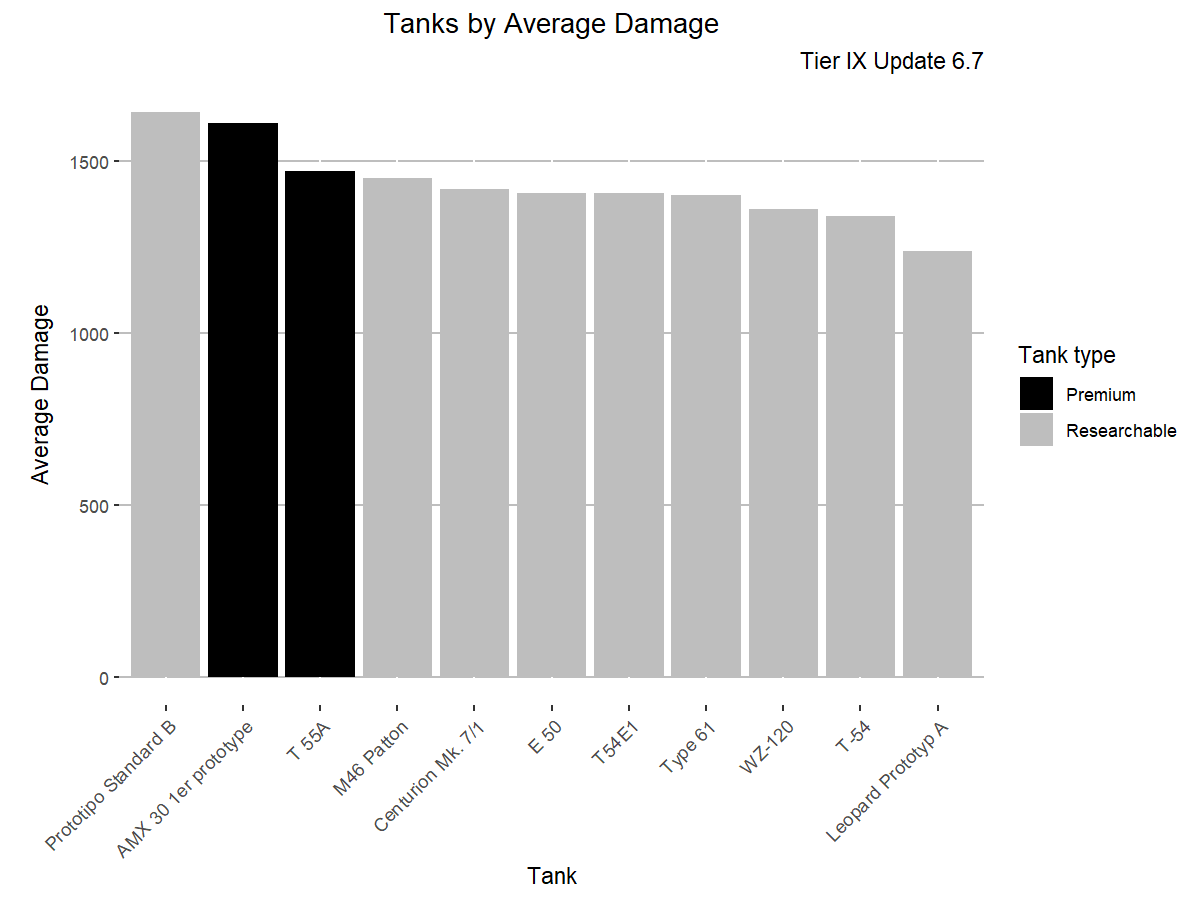 Tanks by Average Damage
Tier IX Update 6.7
Average Damage
1500
1000
500
0
Prototipo Standard B
AMX 30 1er prototype
T 55A
M46 Patton
Centurion Mk. 7/1
E 50
T54E1
Type 61
WZ-120
T-54
Leopard Prototyp A
Tank
Tank type
Premium
Researchable